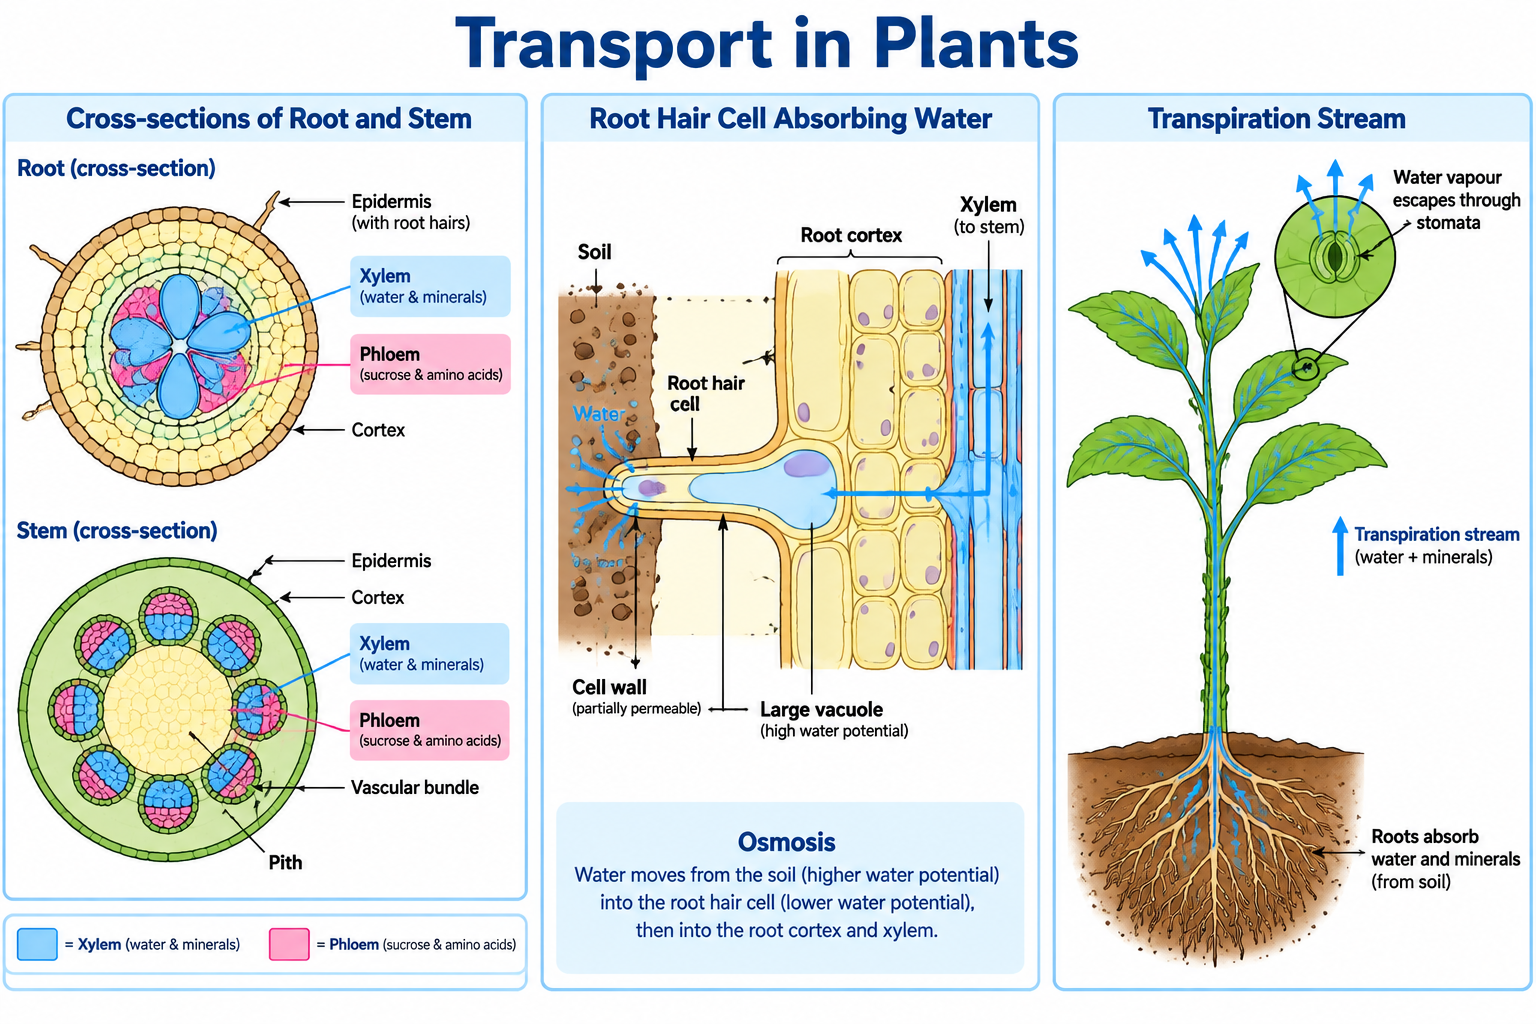 Transport in Plants
Cross-sections of Root and Stem
Root (cross-section)
Epidermis
(with root hairs)
Xylem
(water & minerals)
Phloem
(sucrose & amino acids)
Cortex
Stem (cross-section)
Epidermis
Cortex
Xylem
(water & minerals)
Phloem
(sucrose & amino acids)
Vascular bundle
Pith
= Xylem (water & minerals)
= Phloem (sucrose & amino acids)
Root Hair Cell Absorbing Water
Soil
Root cortex
Xylem
(to stem)
Root hair
cell
Water
Cell wall
(partially permeable)
Large vacuole
(high water potential)
Osmosis
Water moves from the soil (higher water potential)
into the root hair cell (lower water potential),
then into the root cortex and xylem.
Transpiration Stream
Water vapour
escapes through
stomata
Transpiration stream
(water + minerals)
Roots absorb
water and minerals
(from soil)